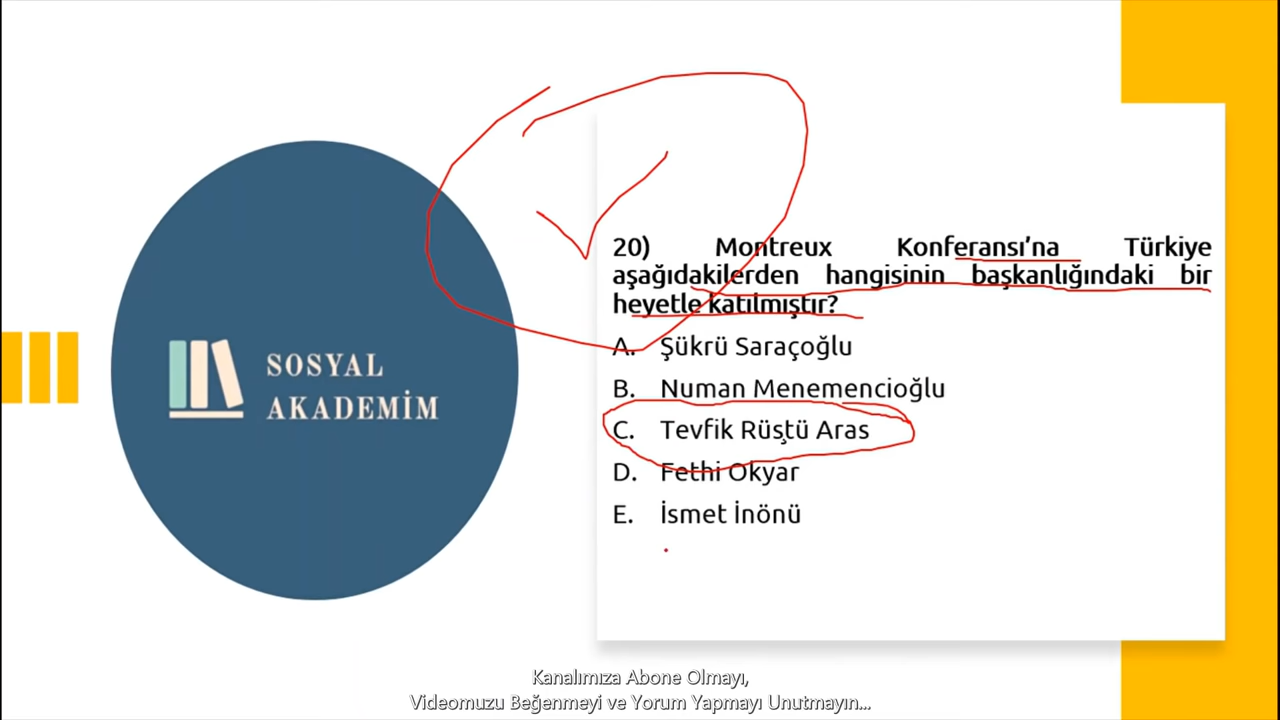 SOSYAL
AKADEMİM
20) Montreux Konferansı’na Türkiye
aşağıdakilerden hangisinin başkanlığındaki bir
heyetle katılmıştır?
A. Şükrü Saraçoğlu
B. Numan Menemencioğlu
C. Tevfik Rüştü Aras
D. Fethi Okyar
E. İsmet İnönü
Kanalımıza Abone Olmayı,
Videomuzu Beğenmeyi ve Yorum Yapmayı Unutmayın...